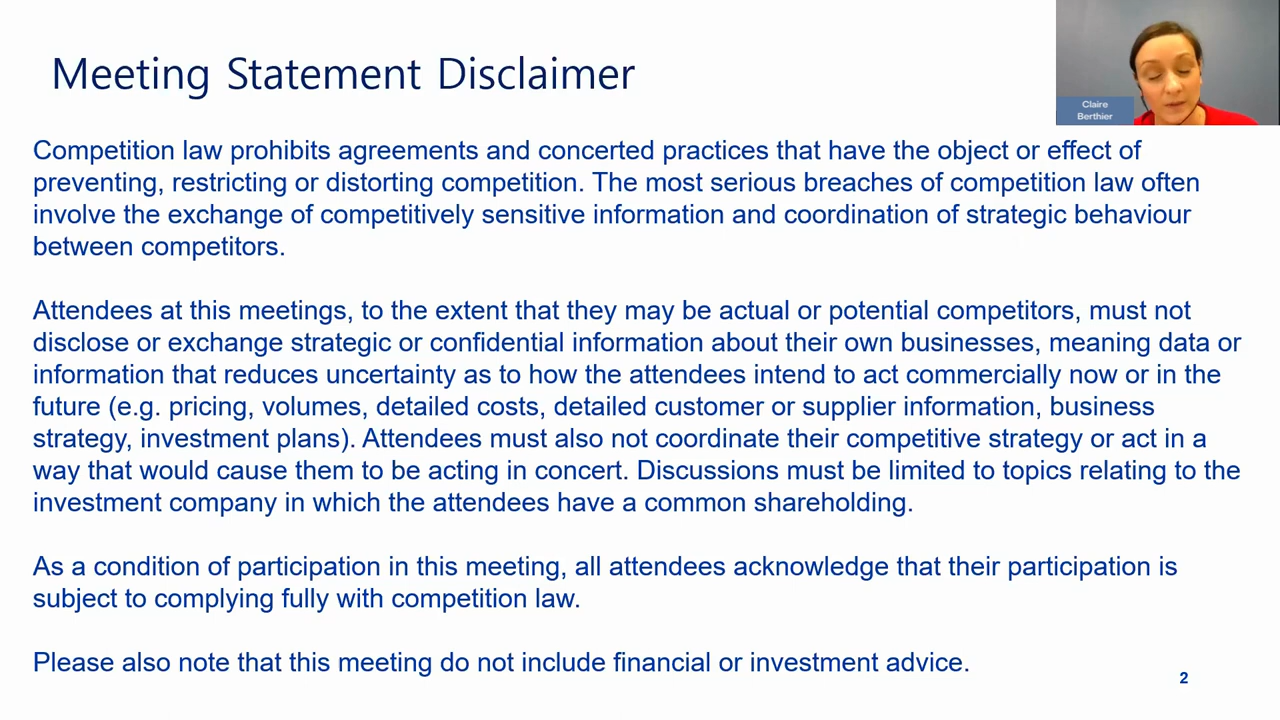 Meeting Statement Disclaimer
Claire
Berthier
Competition law prohibits agreements and concerted practices that have the object or effect of
preventing, restricting or distorting competition. The most serious breaches of competition law often
involve the exchange of competitively sensitive information and coordination of strategic behaviour
between competitors.
Attendees at this meetings, to the extent that they may be actual or potential competitors, must not
disclose or exchange strategic or confidential information about their own businesses, meaning data or
information that reduces uncertainty as to how the attendees intend to act commercially now or in the
future (e.g. pricing, volumes, detailed costs, detailed customer or supplier information, business
strategy, investment plans). Attendees must also not coordinate their competitive strategy or act in a
way that would cause them to be acting in concert. Discussions must be limited to topics relating to the
investment company in which the attendees have a common shareholding.
As a condition of participation in this meeting, all attendees acknowledge that their participation is
subject to complying fully with competition law.
Please also note that this meeting do not include financial or investment advice.
2